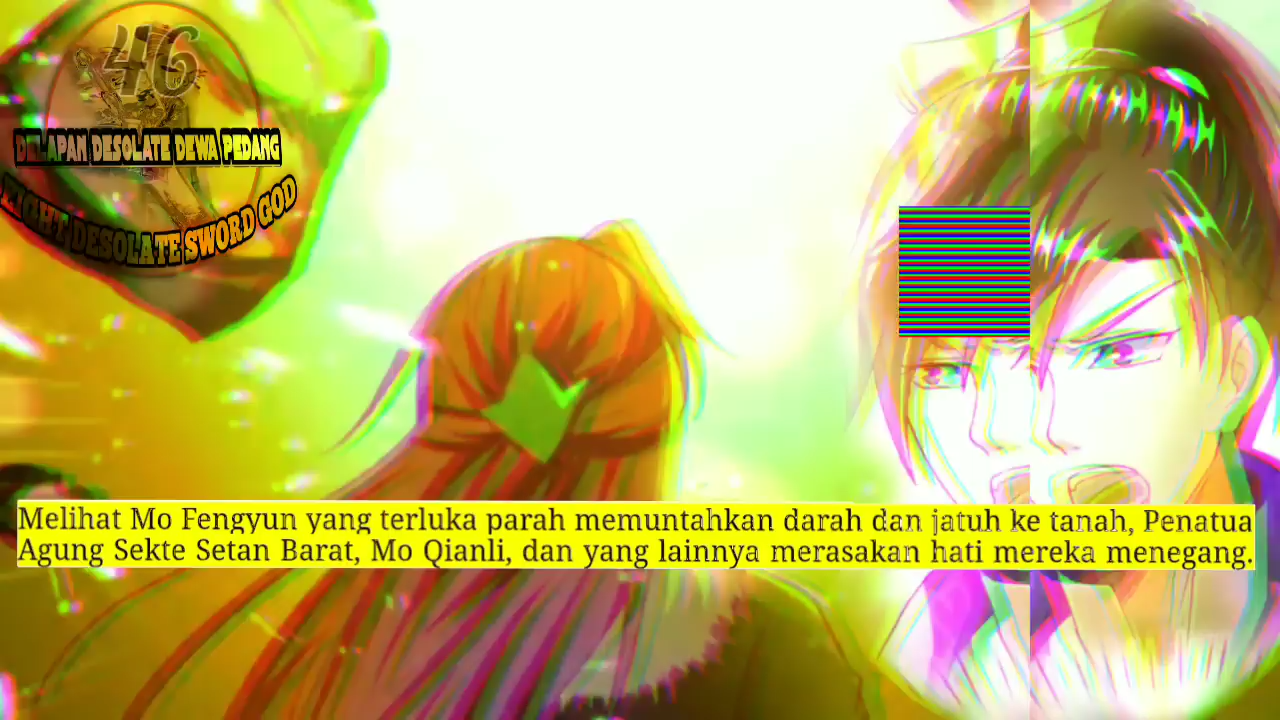 46
DELAPAN DESOLATE DEWA PEDANG
EIGHT DESOLATE SWORD GOD
Melihat Mo Fengyun yang terluka parah memuntahkan darah dan jatuh ke tanah, Penatua
Agung Sekte Setan Barat, Mo Qianli, dan yang lainnya merasakan hati mereka menegang.